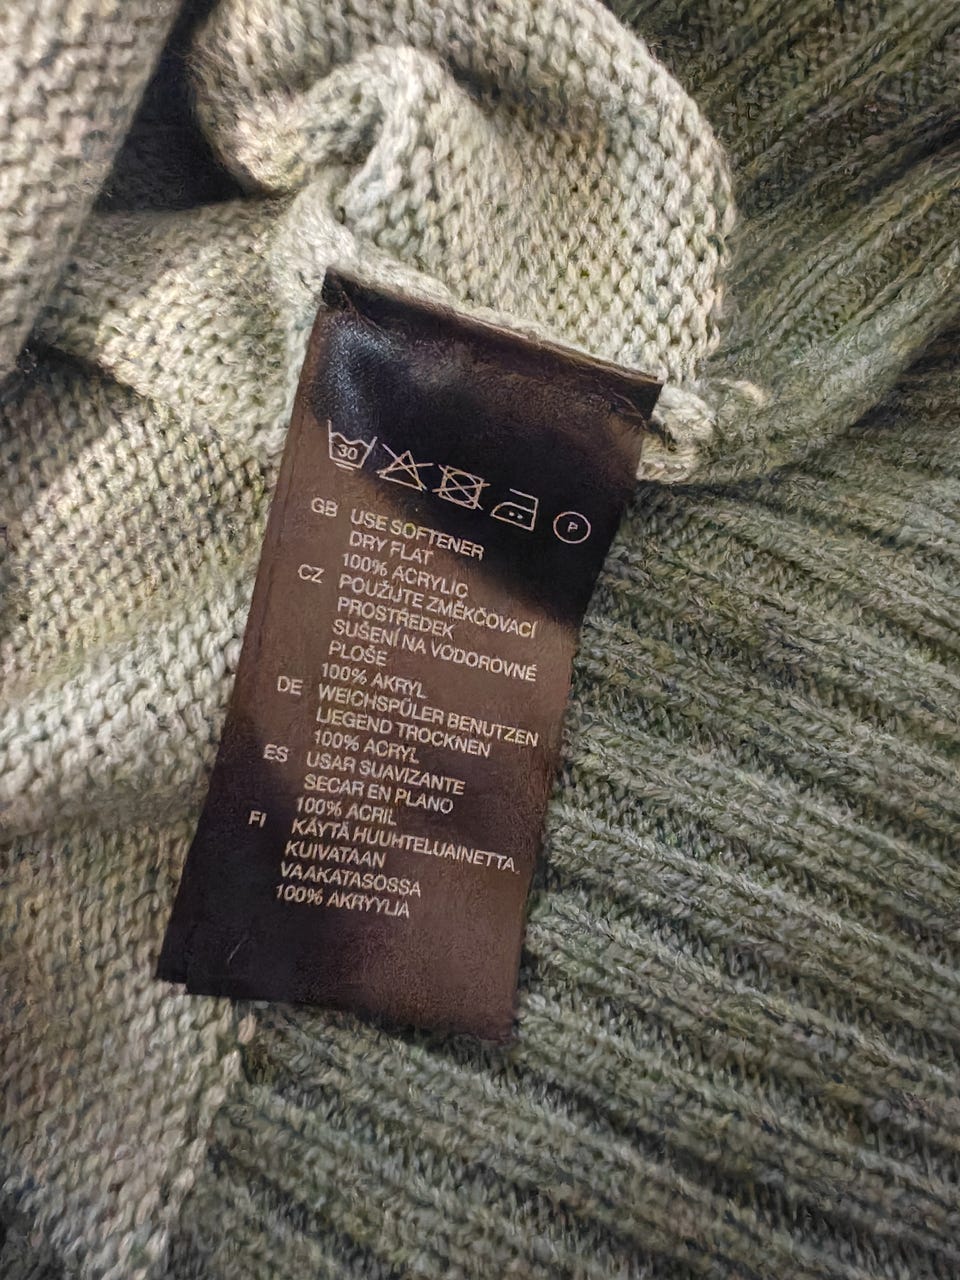 30
P
GB USE SOFTENER
DRY FLAT
100% ACRYLIC
CZ POUŽIJTE ZMĚKČOVACÍ
PROSTŘEDEK
SUŠENÍ NA VODOROVNÉ
PLOŠE
100% AKRYL
DE WEICHSPÜLER BENUTZEN
LIEGEND TROCKNEN
100% ACRYL
ES USAR SUAVIZANTE
SECAR EN PLANO
100% ACRIL
FI KÄYTÄ HUUHTELUAINETTA.
KUIVATAAN
VAAKATASOSSA
100% AKRYYLIA